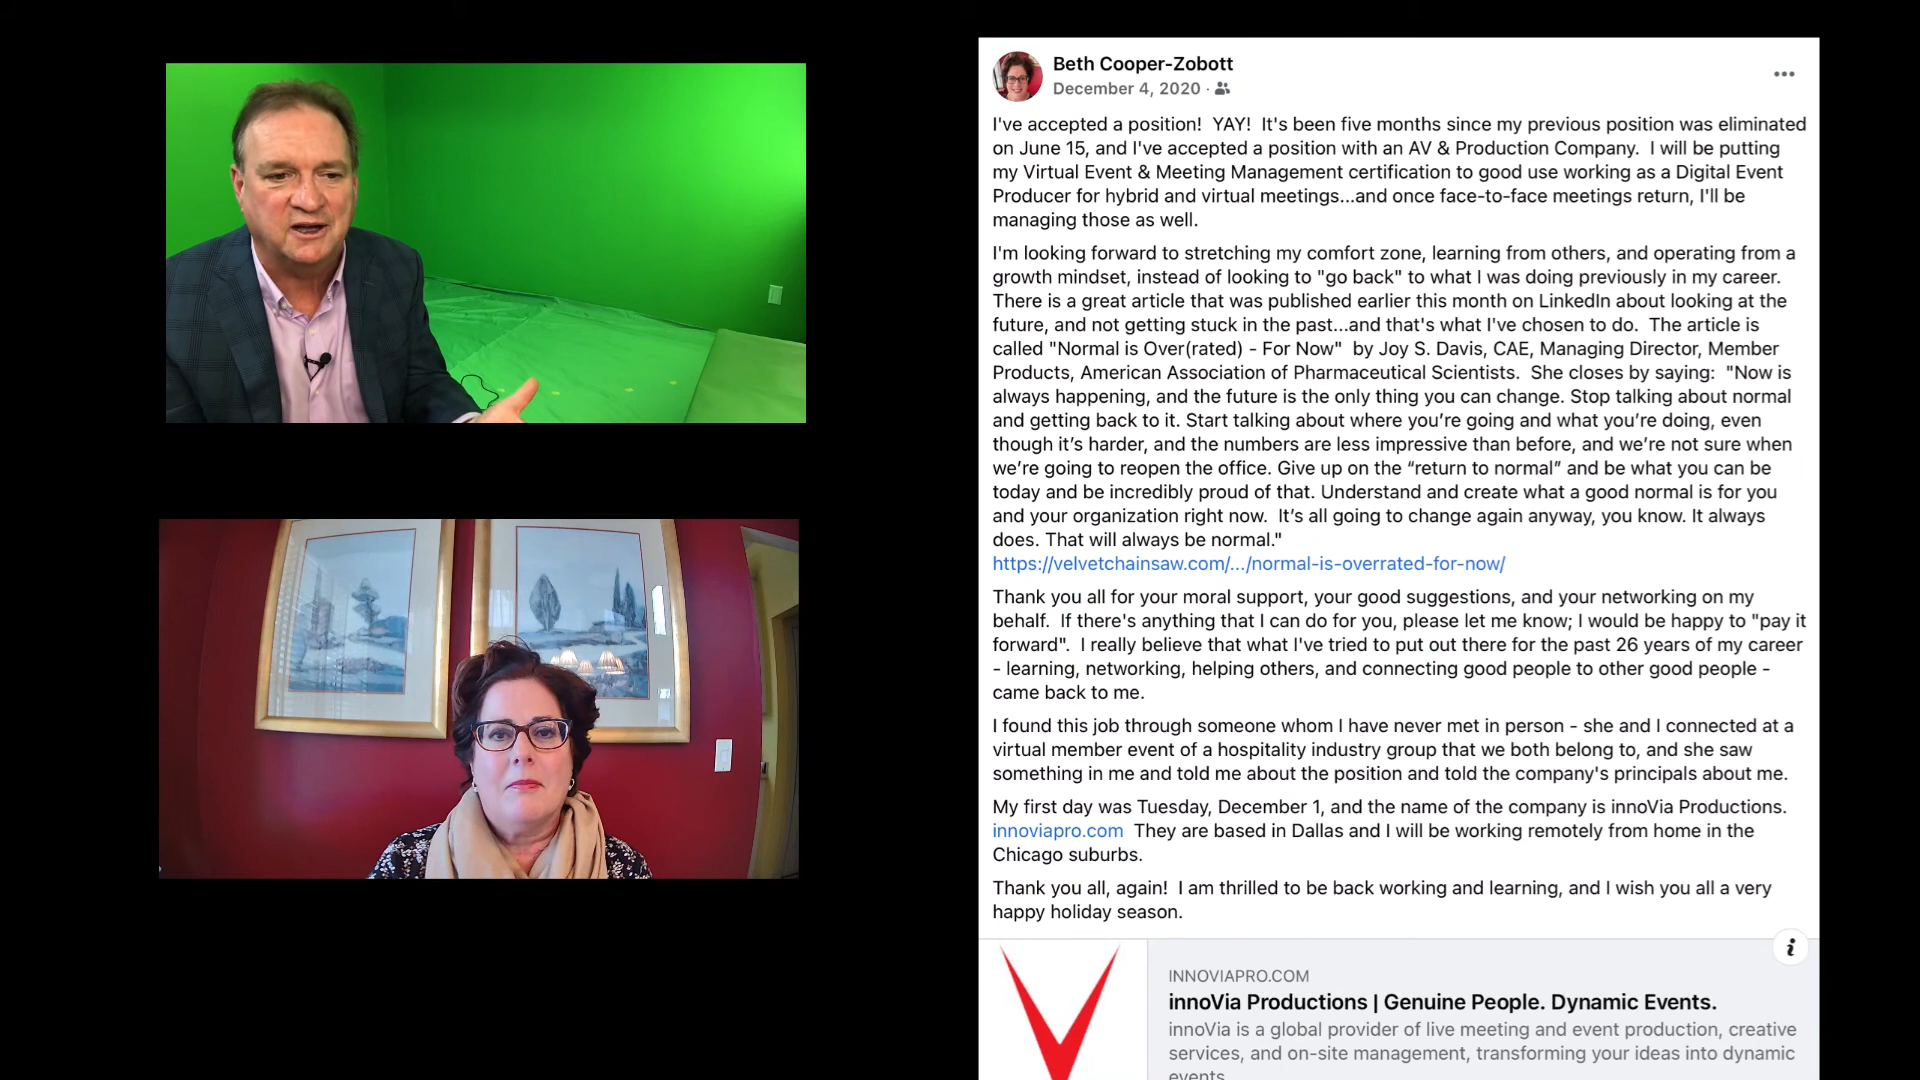 Beth Cooper-Zobott
December 4, 2020 ·
I've accepted a position!  YAY!  It's been five months since my previous position was eliminated
on June 15, and I've accepted a position with an AV & Production Company.  I will be putting
my Virtual Event & Meeting Management certification to good use working as a Digital Event
Producer for hybrid and virtual meetings...and once face-to-face meetings return, I'll be
managing those as well.
I'm looking forward to stretching my comfort zone, learning from others, and operating from a
growth mindset, instead of looking to "go back" to what I was doing previously in my career.
There is a great article that was published earlier this month on LinkedIn about looking at the
future, and not getting stuck in the past...and that's what I've chosen to do.  The article is
called "Normal is Over(rated) - For Now"  by Joy S. Davis, CAE, Managing Director, Member
Products, American Association of Pharmaceutical Scientists.  She closes by saying:  "Now is
always happening, and the future is the only thing you can change. Stop talking about normal
and getting back to it. Start talking about where you’re going and what you’re doing, even
though it’s harder, and the numbers are less impressive than before, and we’re not sure when
we’re going to reopen the office. Give up on the “return to normal” and be what you can be
today and be incredibly proud of that. Understand and create what a good normal is for you
and your organization right now.  It’s all going to change again anyway, you know. It always
does. That will always be normal."
https://velvetchainsaw.com/.../normal-is-overrated-for-now/
Thank you all for your moral support, your good suggestions, and your networking on my
behalf.  If there's anything that I can do for you, please let me know; I would be happy to "pay it
forward".  I really believe that what I've tried to put out there for the past 26 years of my career
- learning, networking, helping others, and connecting good people to other good people -
came back to me.
I found this job through someone whom I have never met in person - she and I connected at a
virtual member event of a hospitality industry group that we both belong to, and she saw
something in me and told me about the position and told the company's principals about me.
My first day was Tuesday, December 1, and the name of the company is innoVia Productions.
innoviapro.com  They are based in Dallas and I will be working remotely from home in the
Chicago suburbs.
Thank you all, again!  I am thrilled to be back working and learning, and I wish you all a very
happy holiday season.
INNOVIAPRO.COM
innoVia Productions | Genuine People. Dynamic Events.
innoVia is a global provider of live meeting and event production, creative
services, and on-site management, transforming your ideas into dynamic
events